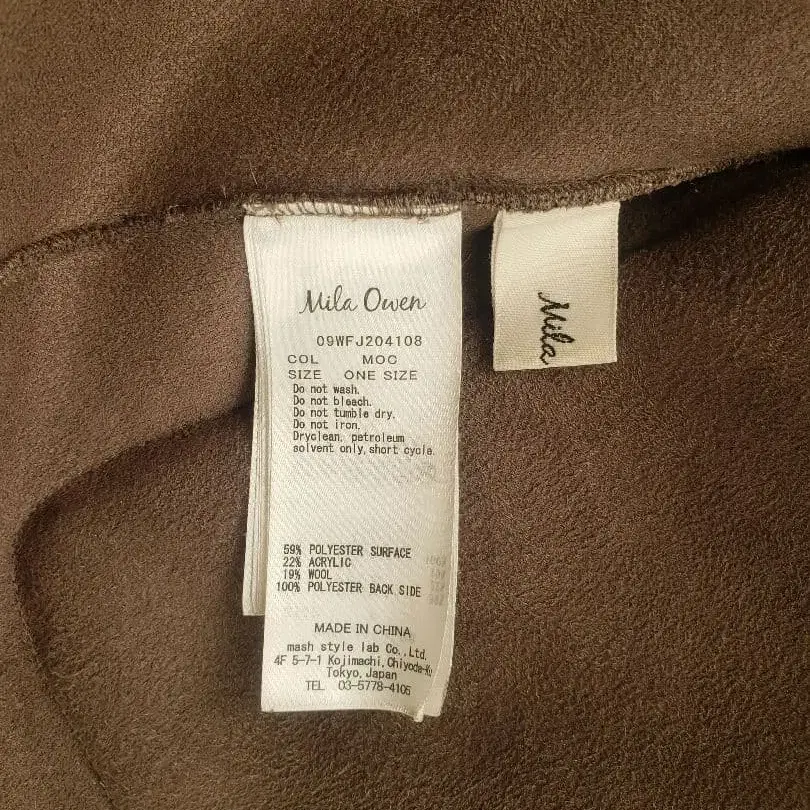 Mila Owen
09WFJ204108
COL MOC
SIZE ONE SIZE
Do not wash.
Do not bleach.
Do not tumble dry.
Do not iron.
Dryclean, petroleum
solvent only,short cycle.
59% POLYESTER SURFACE
22% ACRYLIC
19% WOOL
100% POLYESTER BACK SIDE
MADE IN CHINA
mash style lab Co.,Ltd.
4F 5-7-1 Kojimachi,Chiyoda-Ku
Tokyo,Japan
TEL 03-5778-4105
Mila